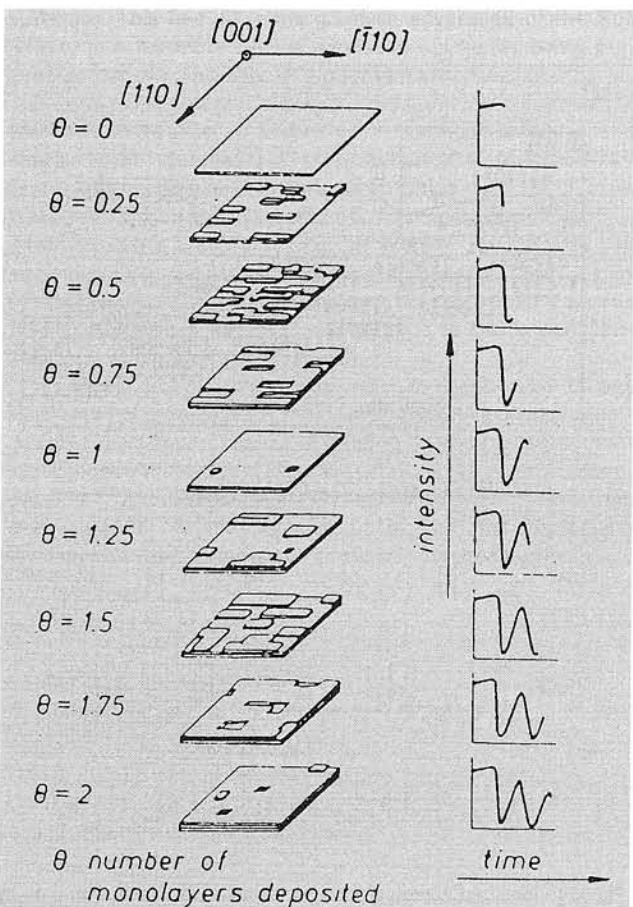 [001]
[1̄10]
[110]
θ = 0
θ = 0.25
θ = 0.5
θ = 0.75
θ = 1
θ = 1.25
θ = 1.5
θ = 1.75
θ = 2
intensity
θ number of
monolayers deposited
time